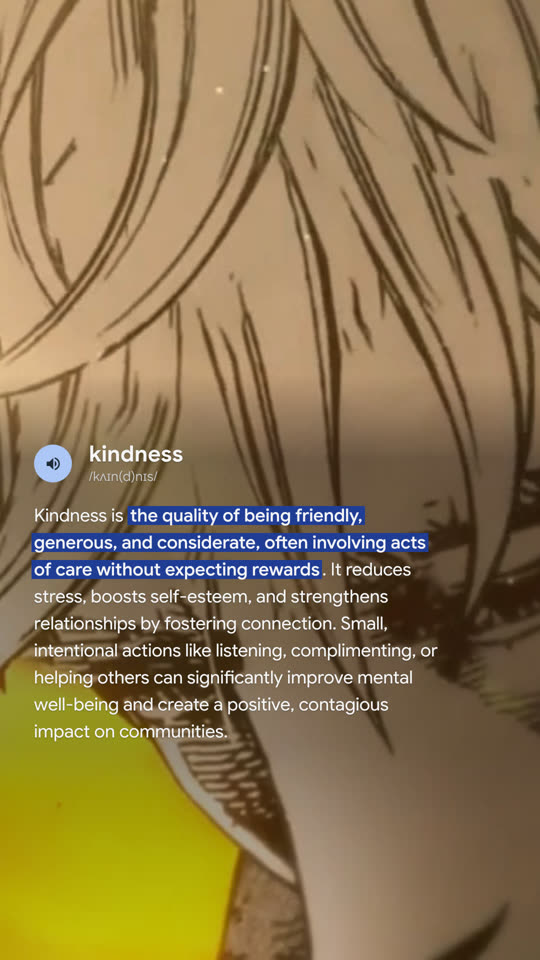 kindness
/kʌɪn(d)nɪs/
Kindness is the quality of being friendly,
generous, and considerate, often involving acts
of care without expecting rewards. It reduces
stress, boosts self-esteem, and strengthens
relationships by fostering connection. Small,
intentional actions like listening, complimenting, or
helping others can significantly improve mental
well-being and create a positive, contagious
impact on communities.